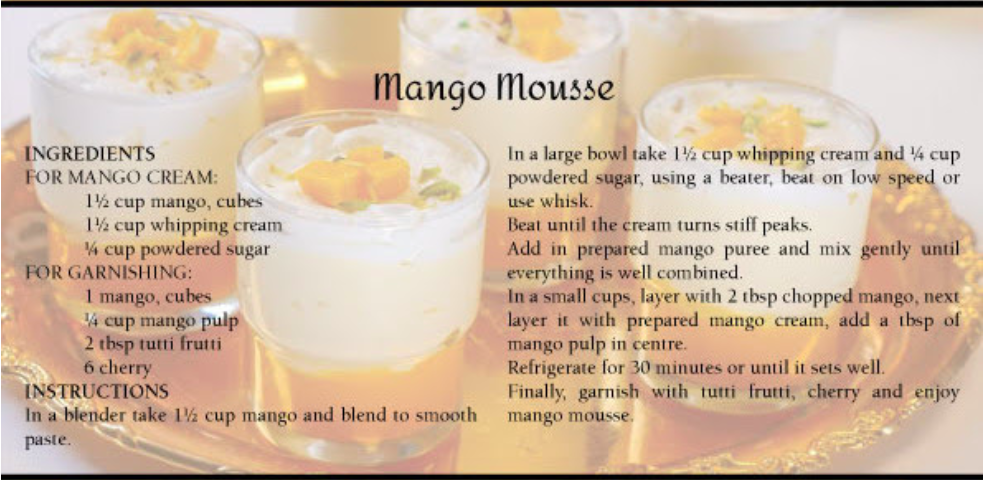 Mango Mousse
INGREDIENTS
FOR MANGO CREAM:
1½ cup mango, cubes
1½ cup whipping cream
¼ cup powdered sugar
FOR GARNISHING:
1 mango, cubes
¼ cup mango pulp
2 tbsp tutti frutti
6 cherry
INSTRUCTIONS
In a blender take 1½ cup mango and blend to smooth
paste.
In a large bowl take 1½ cup whipping cream and ¼ cup
powdered sugar, using a beater, beat on low speed or
use whisk.
Beat until the cream turns stiff peaks.
Add in prepared mango puree and mix gently until
everything is well combined.
In a small cups, layer with 2 tbsp chopped mango, next
layer it with prepared mango cream, add a tbsp of
mango pulp in centre.
Refrigerate for 30 minutes or until it sets well.
Finally, garnish with tutti frutti, cherry and enjoy
mango mousse.